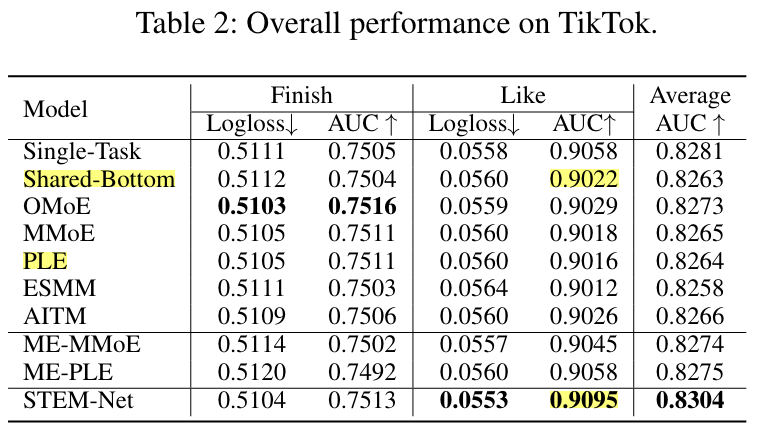 Table 2: Overall performance on TikTok.
Model Finish Like Average
Logloss↓ AUC ↑ Logloss↓ AUC↑ AUC ↑
Single-Task 0.5111 0.7505 0.0558 0.9058 0.8281
Shared-Bottom 0.5112 0.7504 0.0560 0.9022 0.8263
OMoE 0.5103 0.7516 0.0559 0.9029 0.8273
MMoE 0.5105 0.7511 0.0560 0.9018 0.8265
PLE 0.5105 0.7511 0.0560 0.9016 0.8264
ESMM 0.5111 0.7503 0.0564 0.9012 0.8258
AITM 0.5109 0.7506 0.0560 0.9026 0.8266
ME-MMoE 0.5114 0.7502 0.0557 0.9045 0.8274
ME-PLE 0.5120 0.7492 0.0560 0.9058 0.8275
STEM-Net 0.5104 0.7513 0.0553 0.9095 0.8304